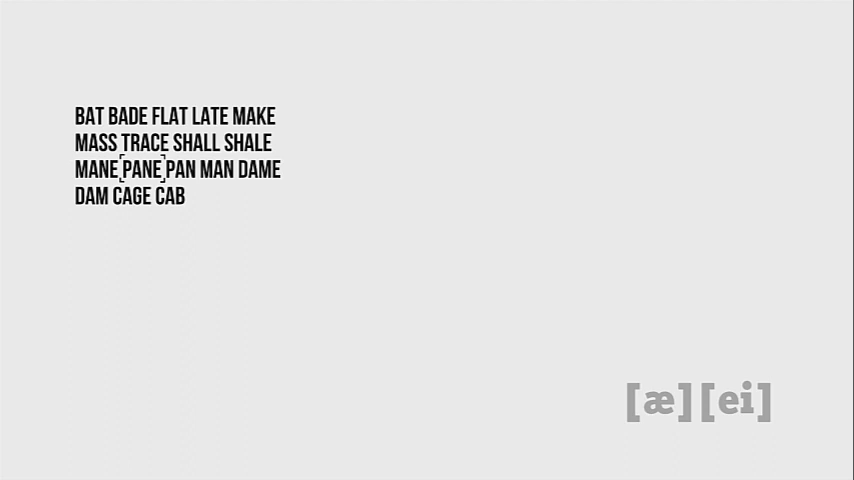 BAT BADE FLAT LATE MAKE
MASS TRACE SHALL SHALE
MANE PANE PAN MAN DAME
DAM CAGE CAB
[æ] [ei]